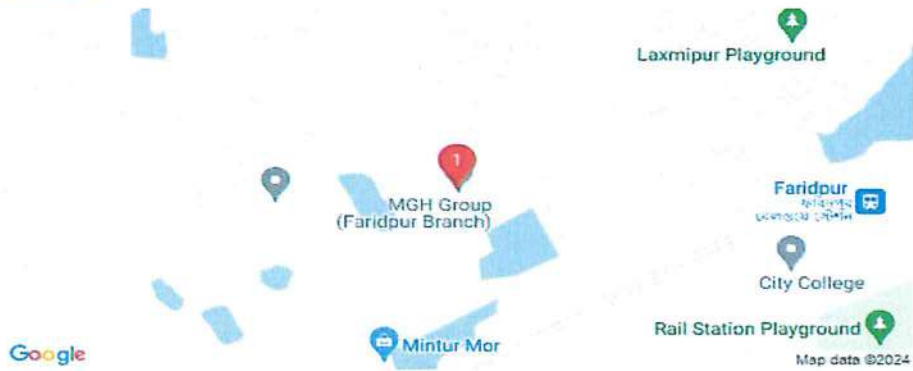 Laxmipur Playground
1
MGH Group
(Faridpur Branch)
Faridpur
City College
Rail Station Playground
Mintur Mor
Google
Map data ©2024